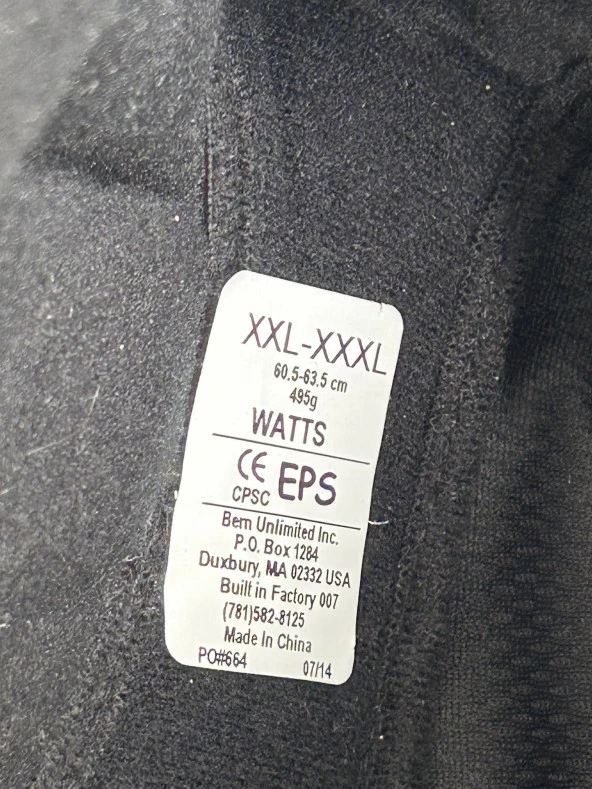 XXL-XXXL
60.5-63.5 cm
495g
WATTS
CE EPS
CPSC
Bern Unlimited Inc.
P.O. Box 1284
Duxbury, MA 02332 USA
Built in Factory 007
(781)582-8125
Made In China
PO#664 07/14